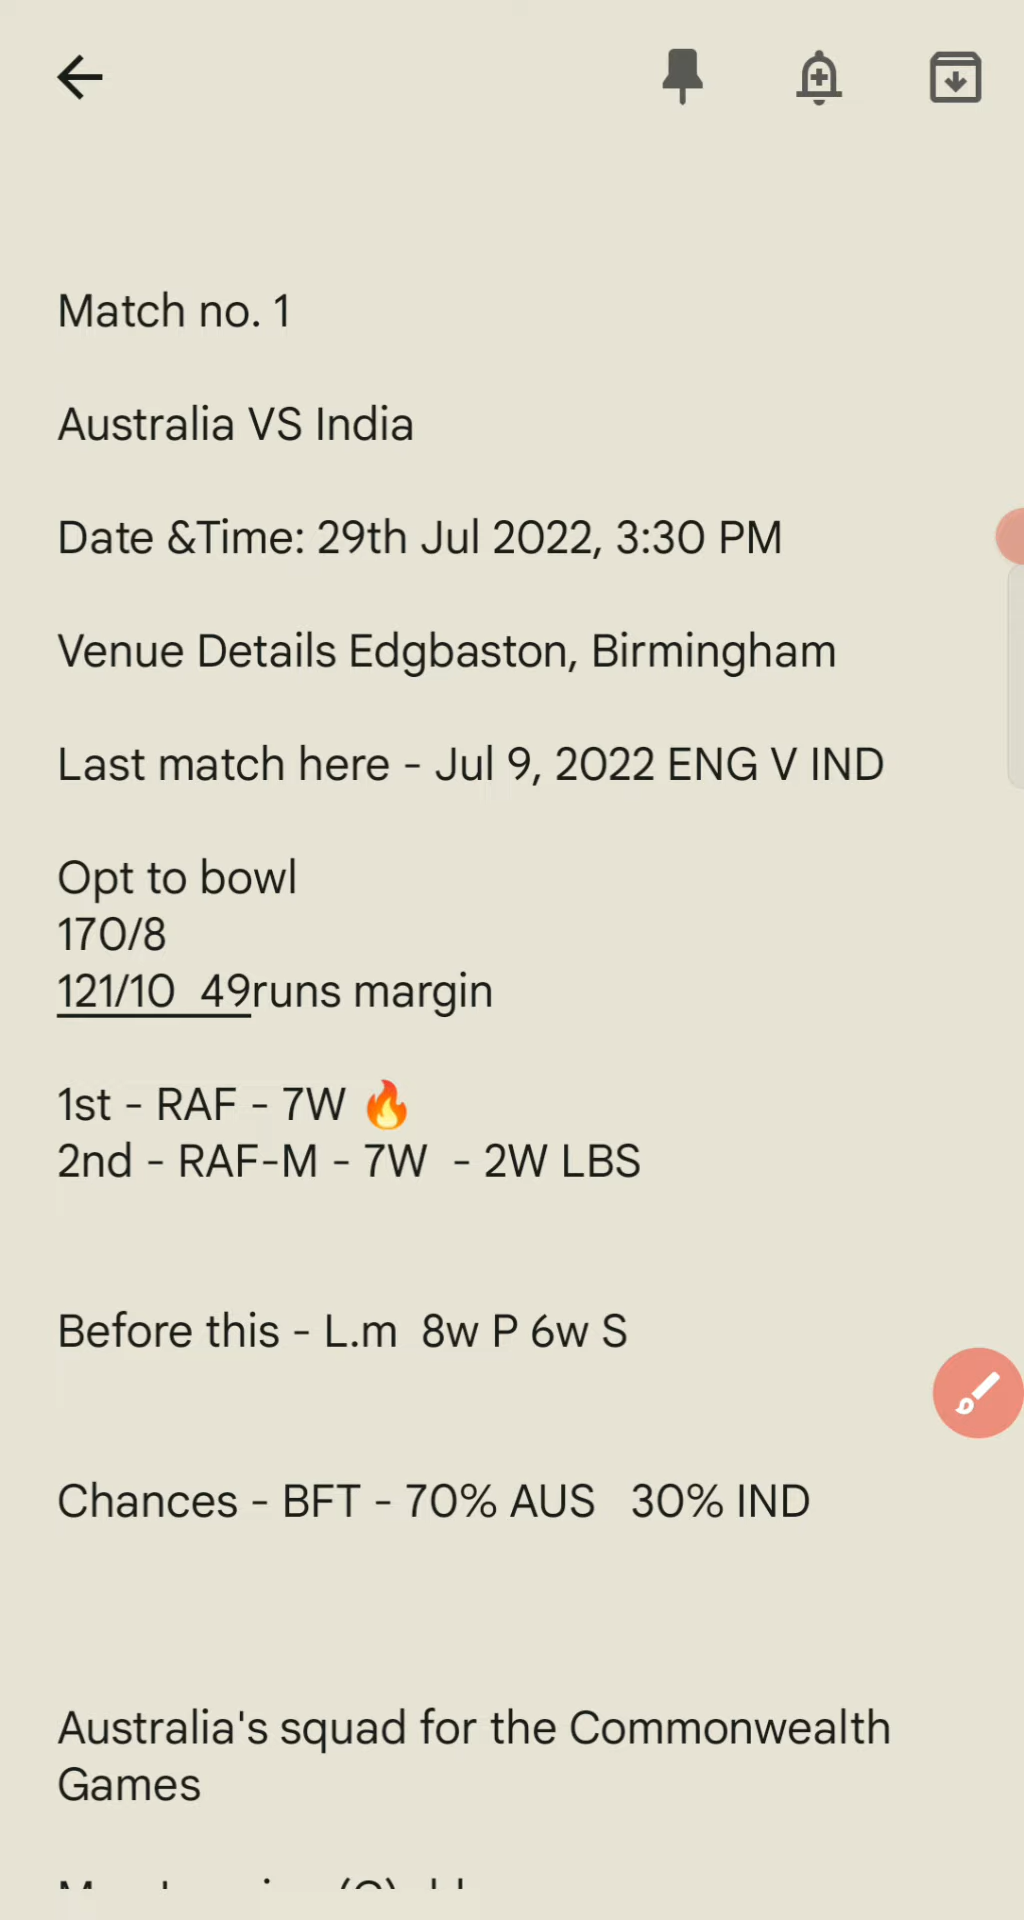 Match no. 1
Australia VS India
Date &Time: 29th Jul 2022, 3:30 PM
Venue Details Edgbaston, Birmingham
Last match here - Jul 9, 2022 ENG V IND
Opt to bowl
170/8
121/10  49runs margin
1st - RAF - 7W 🔥
2nd - RAF-M - 7W  - 2W LBS
Before this - L.m  8w P 6w S
Chances - BFT - 70% AUS   30% IND
Australia's squad for the Commonwealth
Games